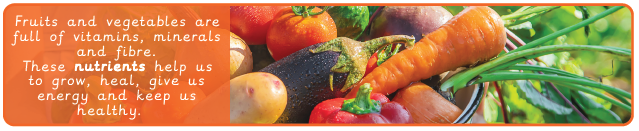 Fruits and vegetables are
full of vitamins, minerals
and fibre.
These nutrients help us
to grow, heal, give us
energy and keep us
healthy.